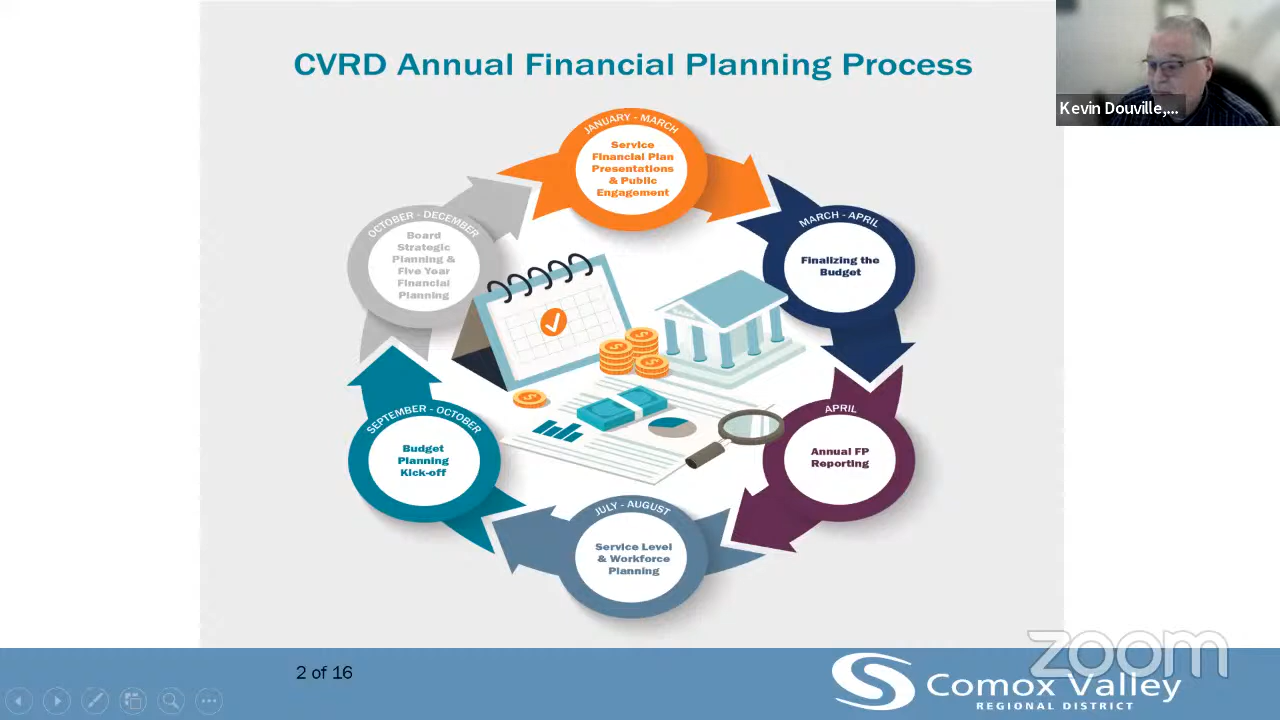 CVRD Annual Financial Planning Process
Kevin Douville,...
JANUARY - MARCH
Service
Financial Plan
Presentations
& Public
Engagement
MARCH - APRIL
Finalizing the
Budget
APRIL
Annual FP
Reporting
JULY - AUGUST
Service Level
& Workforce
Planning
SEPTEMBER - OCTOBER
Budget
Planning
Kick-off
OCTOBER - DECEMBER
Board
Strategic
Planning &
Five Year
Financial
Planning
BANK
2 of 16
zoom
Comox Valley
REGIONAL DISTRICT